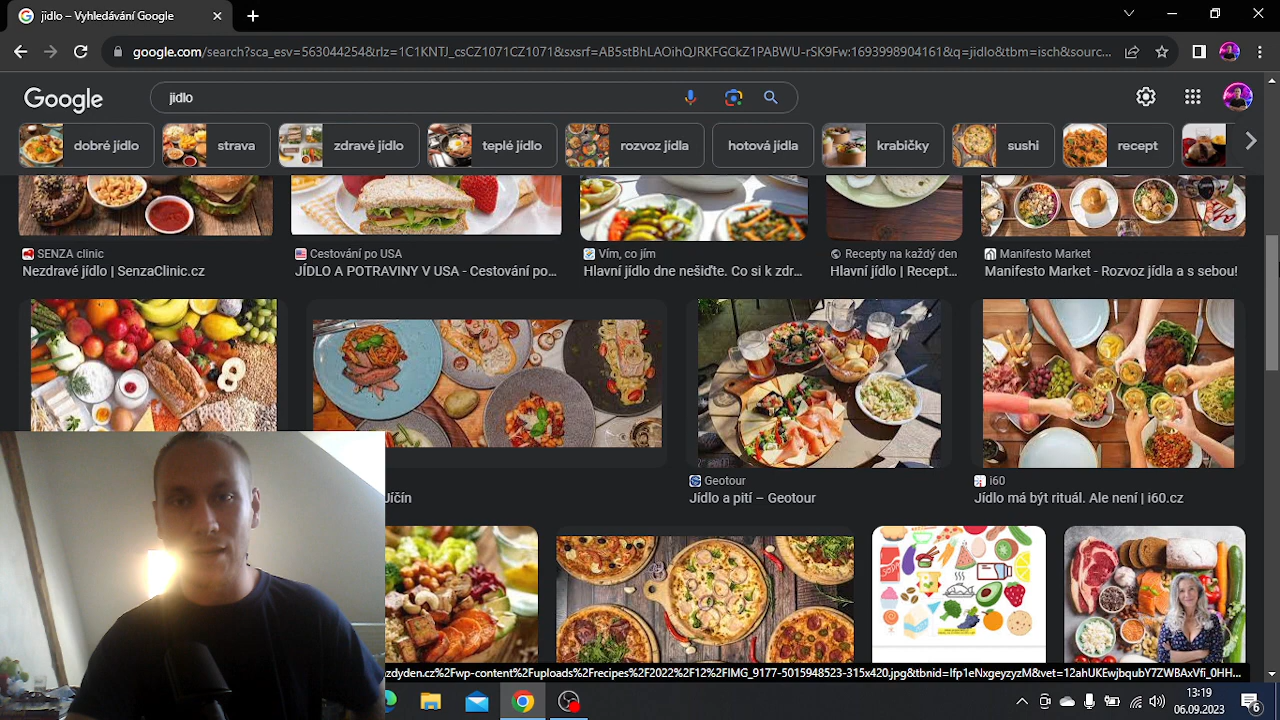 jidlo – Vyhledávání Google
google.com/search?sca_esv=563044254&rlz=1C1KNTJ_csCZ1071CZ1071&sxsrf=AB5stBhLAOihQJRKFGCkZ1PABWU-rSK9Fw:1693998904161&q=jidlo&tbm=isch&sourc...
Google
jidlo
dobré jídlo
strava
zdravé jídlo
teplé jídlo
rozvoz jídla
hotová jídla
krabičky
sushi
recept
SENZA clinic
Nezdravé jídlo | SenzaClinic.cz
Cestování po USA
JÍDLO A POTRAVINY V USA - Cestování po...
Vím, co jím
Hlavní jídlo dne nešiďte. Co si k zdr...
Recepty na každý den
Hlavní jídlo | Recept...
Manifesto Market
Manifesto Market - Rozvoz jídla a s sebou!
Jičín
Geotour
Jídlo a pití – Geotour
i60
Jídlo má být rituál. Ale není | i60.cz
zdyden.cz%2Fwp-content%2Fuploads%2Frecipes%2F2022%2F12%2FIMG_9177-5015948523-315x420.jpg&tbnid=lfp1eNxgeyzyzM&vet=12ahUKEwjbqubY7ZWBAxVfi_0HH...
13:19
06.09.2023
6